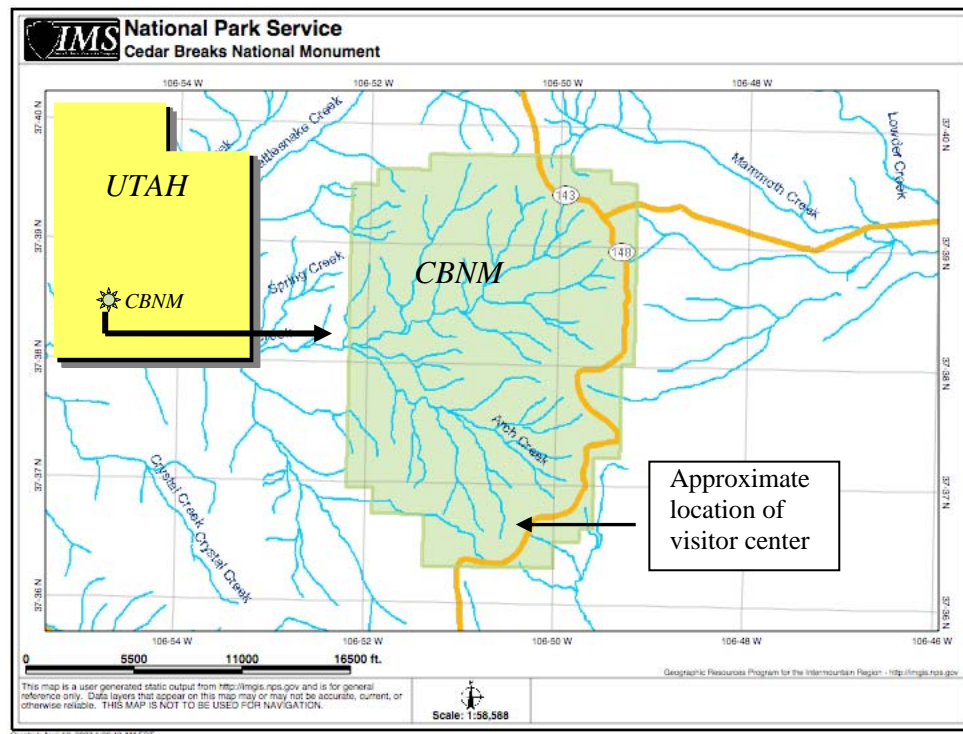 IMS
National Park Service
Cedar Breaks National Monument
106-54 W
106-52 W
106-50 W
106-48 W
37-40 N
37-39 N
37-38 N
37-37 N
37-36 N
UTAH
CBNM
Creek
Spring Creek
CBNM
143
148
Mammoth Creek
Lowder Creek
Arch Creek
Crystal Creek
Crystal Creek
37-40 N
37-39 N
37-38 N
37-37 N
37-36 N
Approximate
location of
visitor center
106-54 W
106-52 W
106-50 W
106-48 W
106-46 W
0
5500
11000
16500 ft.
Geographic Resources Program for the Intermountain Region - http://imgis.nps.gov
This map is a user generated static output from http://imgis.nps.gov and is for general
reference only. Data layers that appear on this map may or may not be accurate, current, or
otherwise reliable. THIS MAP IS NOT TO BE USED FOR NAVIGATION.
Scale: 1:58,588